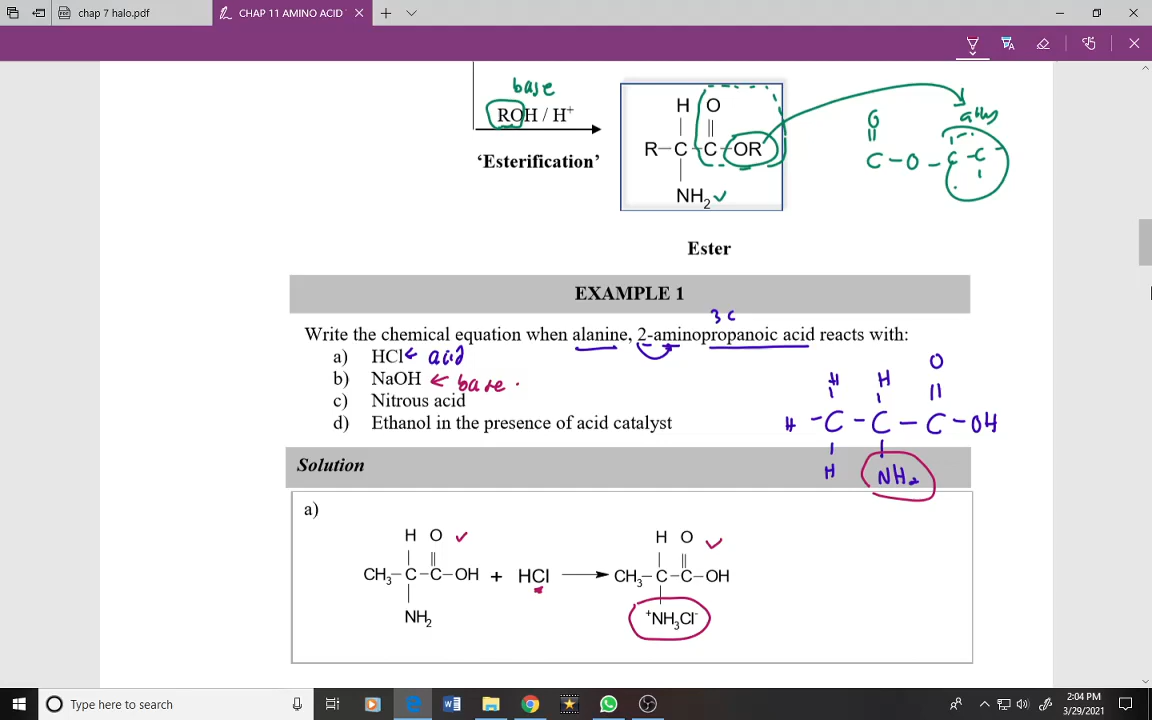 chap 7 halo.pdf
CHAP 11 AMINO ACID
base
ROH / H+
'Esterification'
H O
R–C–C–OR
NH2
O
C–O–C–C
Ester
EXAMPLE 1
3C
Write the chemical equation when alanine, 2-aminopropanoic acid reacts with:
a) HCl ← acid
b) NaOH ← base
c) Nitrous acid
d) Ethanol in the presence of acid catalyst
H H O
H–C–C–C–OH
H NH2
Solution
a)
H O H O
CH3–C–C–OH + HCl → CH3–C–C–OH
NH2 +NH3Cl-
Type here to search
2:04 PM
3/29/2021